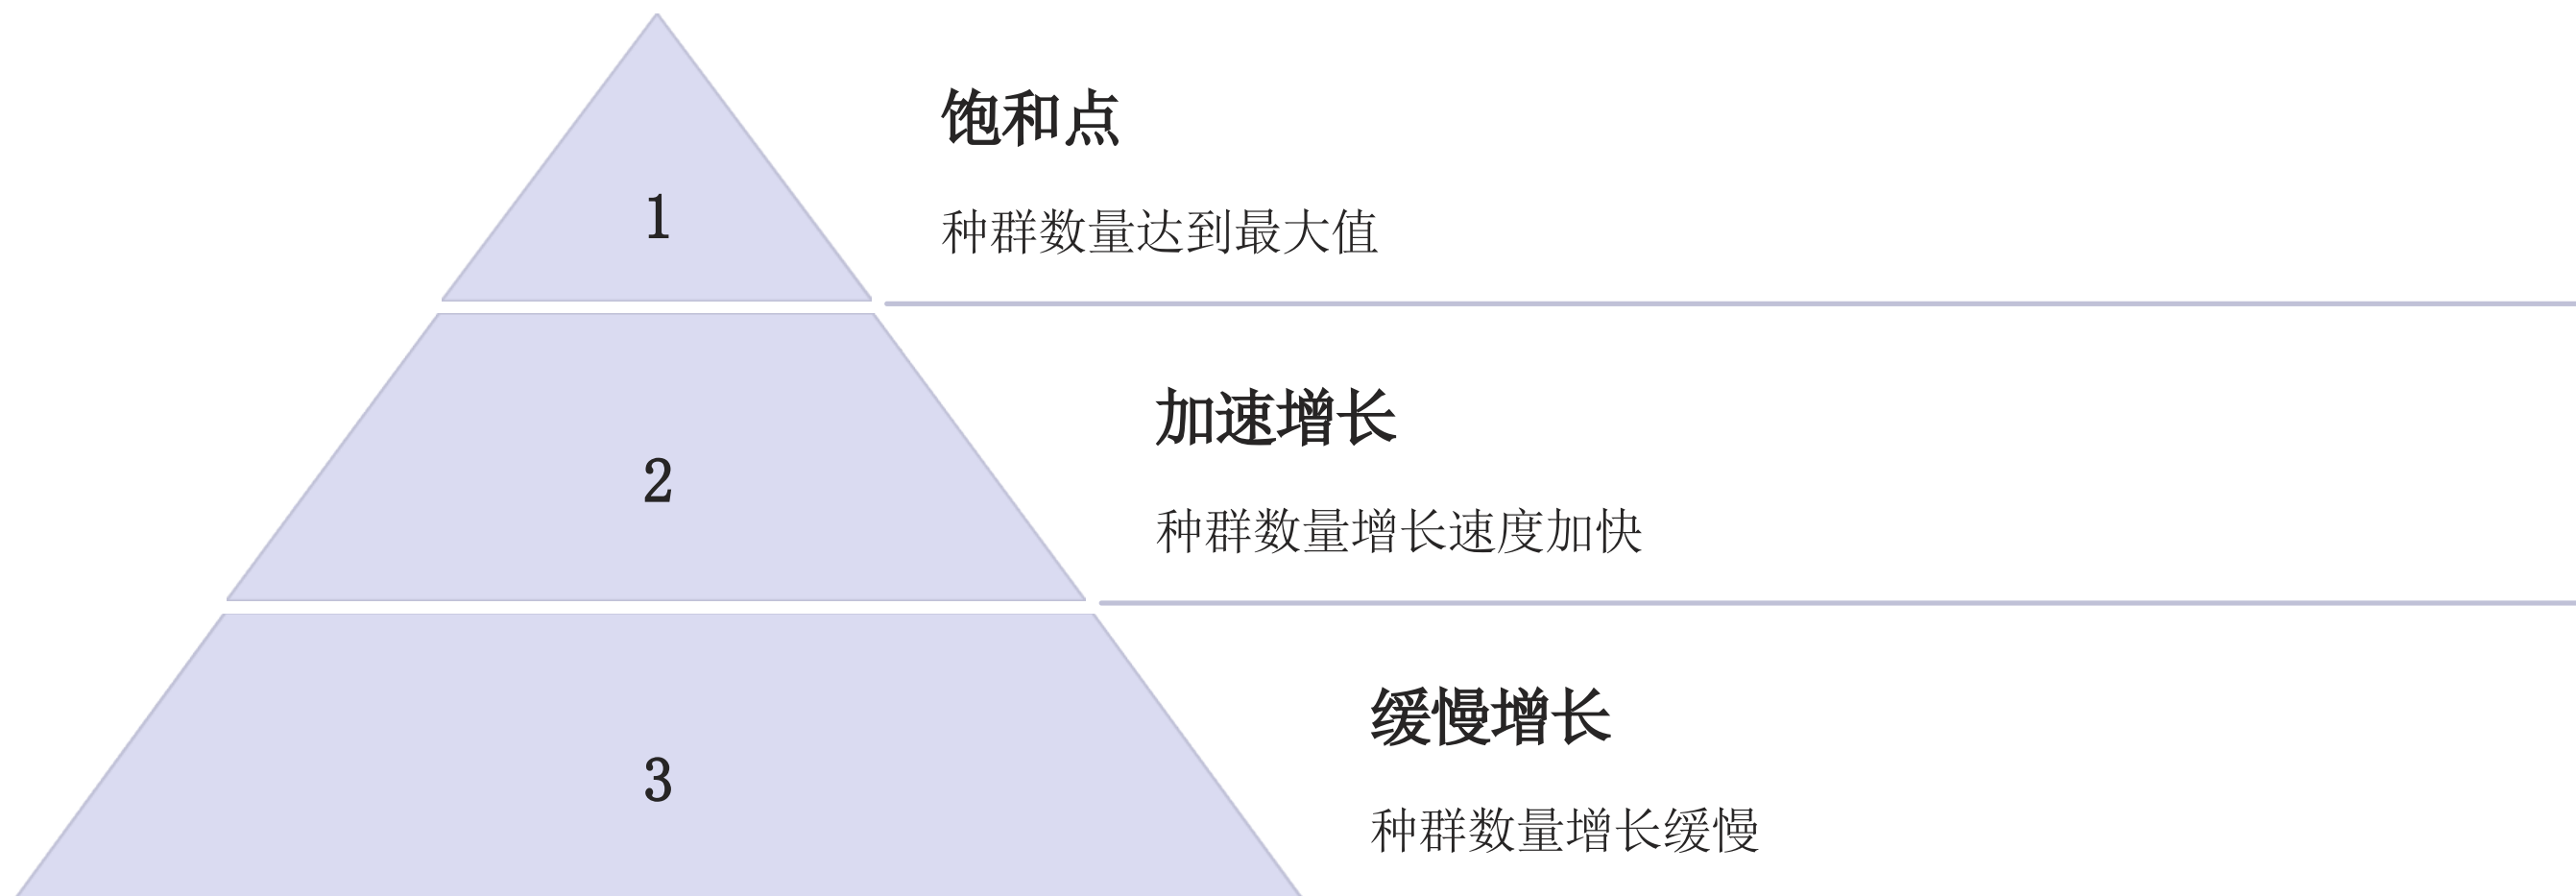 饱和点
种群数量达到最大值
1
加速增长
种群数量增长速度加快
2
缓慢增长
种群数量增长缓慢
3